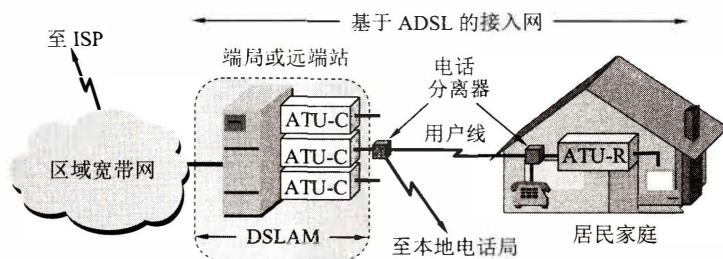 基于 ADSL 的接入网
至 ISP
端局或远端站
电话
分离器
ATU-C
用户线
区域宽带网
ATU-C
ATU-R
ATU-C
DSLAM
至本地电话局
居民家庭